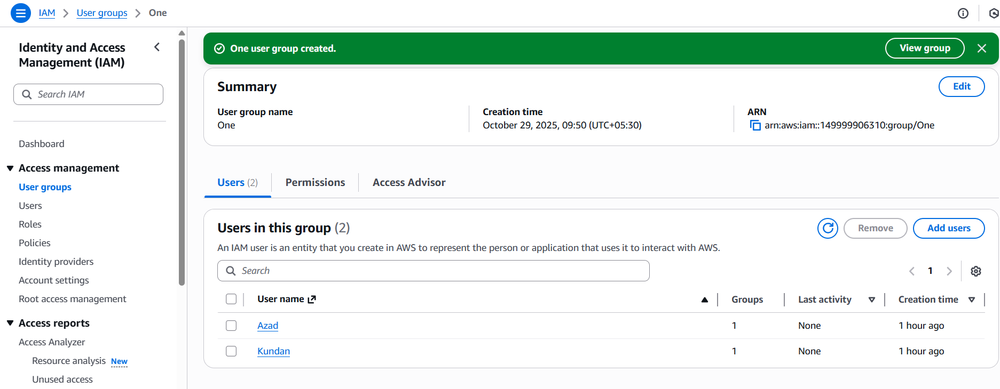 IAM > User groups > One
Identity and Access
Management (IAM)
Search IAM
Dashboard
Access management
User groups
Users
Roles
Policies
Identity providers
Account settings
Root access management
Access reports
Access Analyzer
Resource analysis New
Unused access
One user group created.
View group
Summary
Edit
User group name
One
Creation time
October 29, 2025, 09:50 (UTC+05:30)
ARN
arn:aws:iam::149999906310:group/One
Users (2)
Permissions
Access Advisor
Users in this group (2)
Remove
Add users
An IAM user is an entity that you create in AWS to represent the person or application that uses it to interact with AWS.
Search
1
User name Groups Last activity Creation time
Azad 1 None 1 hour ago
Kundan 1 None 1 hour ago